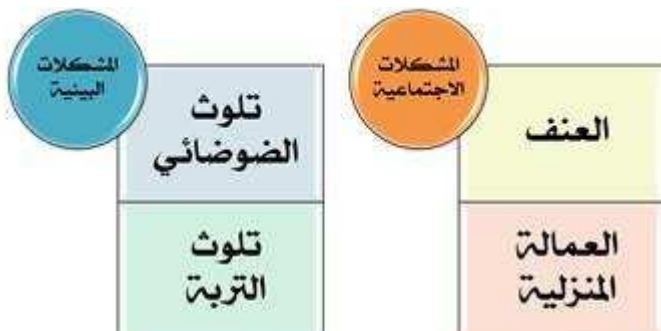 المشكلات
الاجتماعية
العنف
العمالة
المنزلية
المشكلات
البيئية
تلوث
الضوضائي
تلوث
التربة